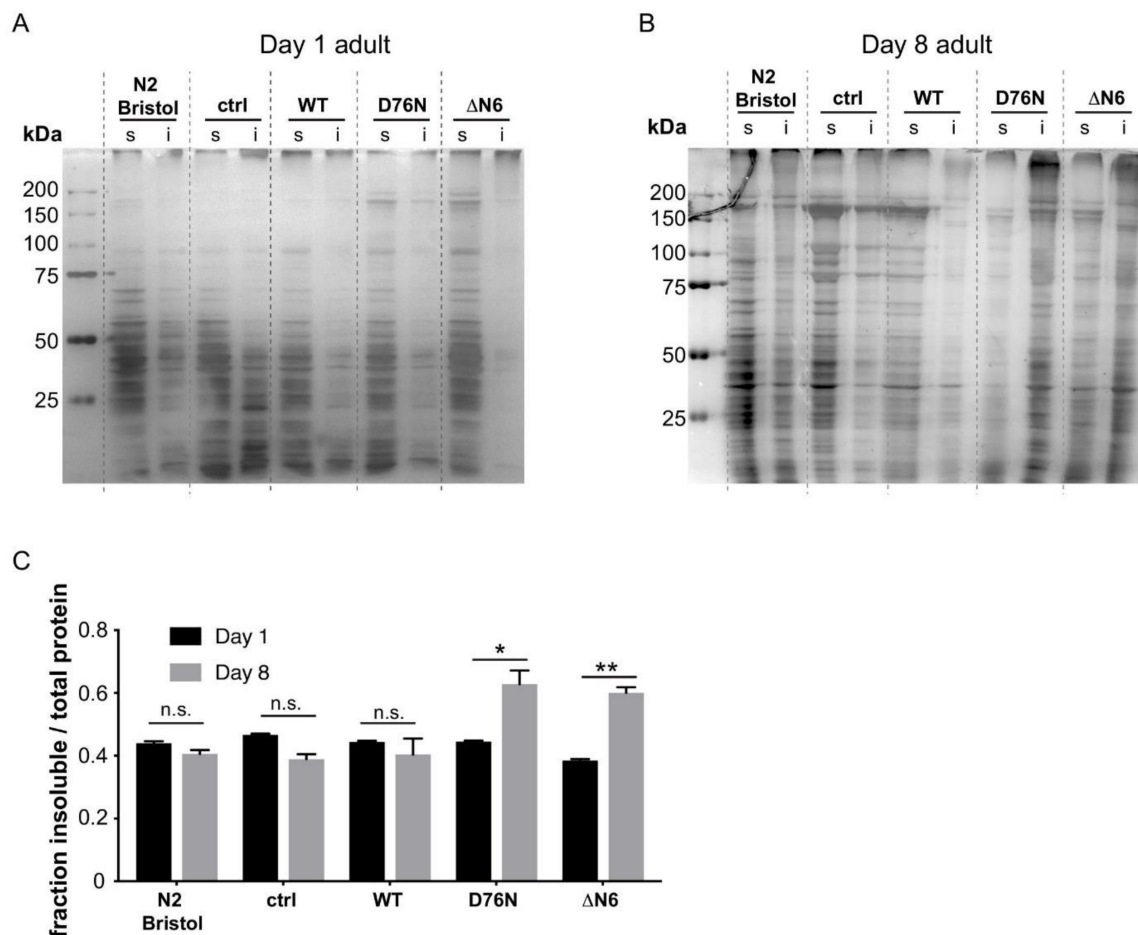 A
Day 1 adult
N2 Bristol ctrl WT D76N ΔN6
kDa s i s i s i s i s i
200
150
100
75
50
25
B
Day 8 adult
N2 Bristol ctrl WT D76N ΔN6
kDa s i s i s i s i s i
200
150
100
75
50
25
C
fraction insoluble / total protein
0.8
0.6
0.4
0.2
0
Day 1
Day 8
n.s. n.s. n.s. * **
N2 Bristol ctrl WT D76N ΔN6